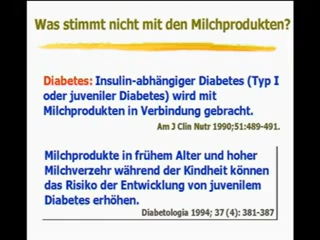 Was stimmt nicht mit den Milchprodukten?
Diabetes: Insulin-abhängiger Diabetes (Typ I
oder juveniler Diabetes) wird mit
Milchprodukten in Verbindung gebracht.
Am J Clin Nutr 1990;51:489-491.
Milchprodukte in frühem Alter und hoher
Milchverzehr während der Kindheit können
das Risiko der Entwicklung von juvenilem
Diabetes erhöhen.
Diabetologia 1994; 37 (4): 381-387